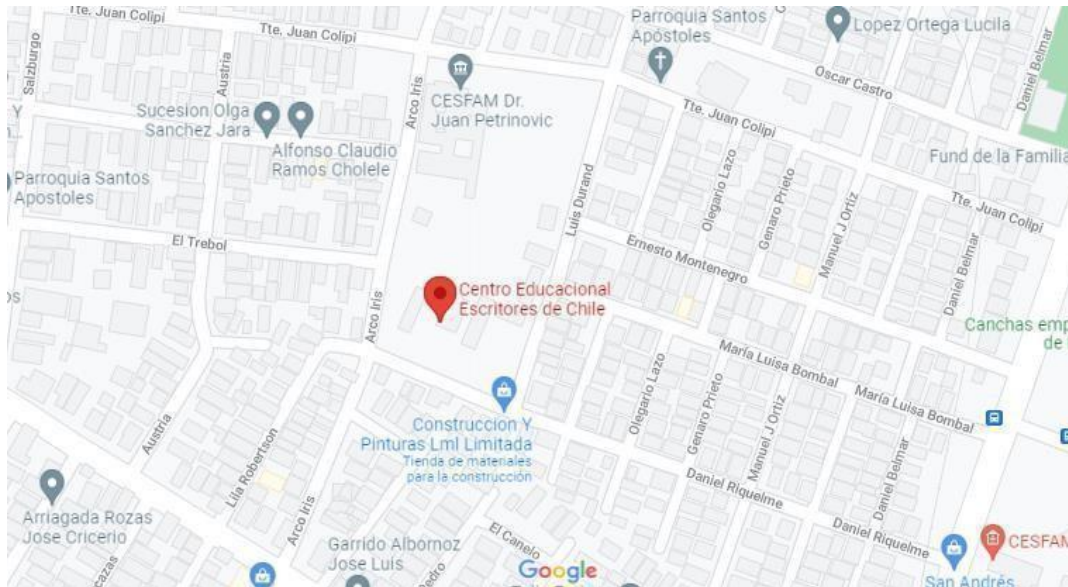 Tte. Juan Colipi
Tte. Juan Colipi
Parroquia Santos
Apóstoles
Lopez Ortega Lucila
Salzburgo
Austria
Arco Iris
CESFAM Dr.
Juan Petrinovic
Oscar Castro
Daniel Belmar
Sucesion Olga
Sanchez Jara
Alfonso Claudio
Ramos Cholele
Tte. Juan Colipi
Fund de la Familia
Parroquia Santos
Apostoles
Luis Durand
Olegario Lazo
Genaro Prieto
Manuel J Ortiz
Tte. Juan Colipi
El Trebol
Ernesto Montenegro
Daniel Belmar
Arco Iris
Centro Educacional
Escritores de Chile
Canchas emp
de
María Luisa Bombal
María Luisa Bombal
Olegario Lazo
Genaro Prieto
Manuel J Ortiz
Construccion Y
Pinturas Lml Limitada
Tienda de materiales
para la construcción
Austria
Lila Robertson
Arco Iris
Daniel Riquelme
Daniel Belmar
Arriagada Rozas
Jose Cricerio
El Canelo
Daniel Riquelme
CESFAM
Garrido Albornoz
Jose Luís
Google
San Andrés